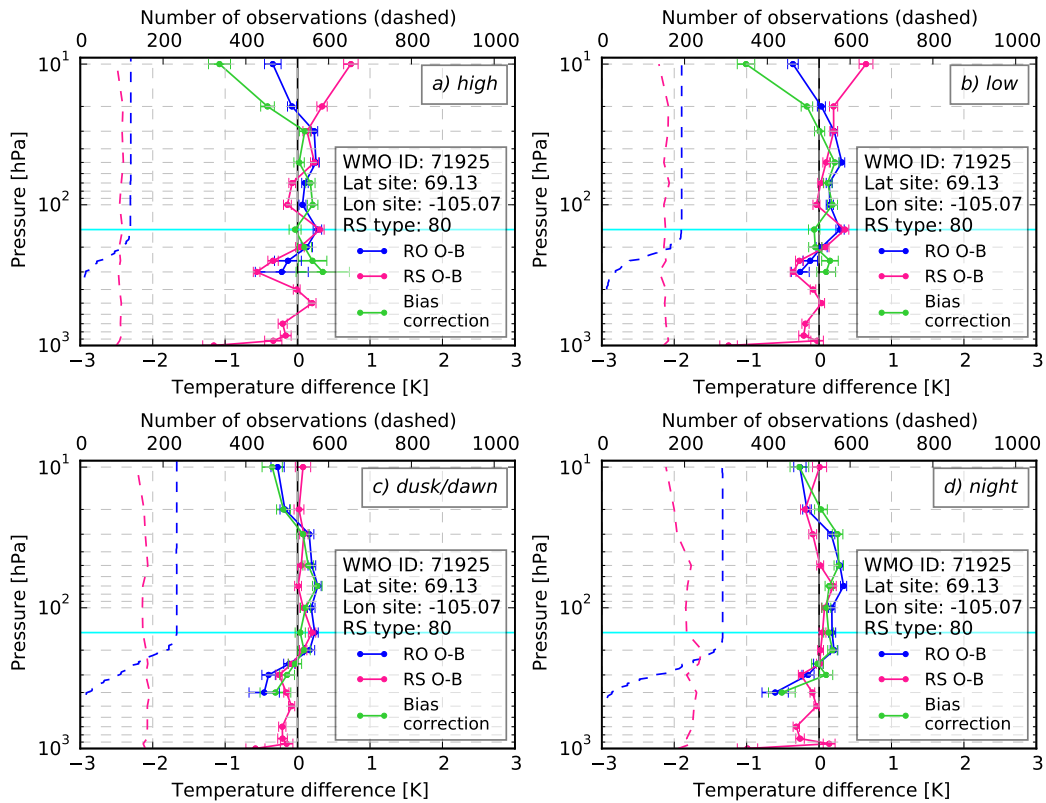 Number of observations (dashed)
0 200 400 600 800 1000
a) high
Pressure [hPa]
10¹
10²
10³
WMO ID: 71925
Lat site: 69.13
Lon site: -105.07
RS type: 80
RO O-B
RS O-B
Bias
correction
−3 −2 −1 0 1 2 3
Temperature difference [K]
Number of observations (dashed)
0 200 400 600 800 1000
b) low
Pressure [hPa]
10¹
10²
10³
WMO ID: 71925
Lat site: 69.13
Lon site: -105.07
RS type: 80
RO O-B
RS O-B
Bias
correction
−3 −2 −1 0 1 2 3
Temperature difference [K]
Number of observations (dashed)
0 200 400 600 800 1000
c) dusk/dawn
Pressure [hPa]
10¹
10²
10³
WMO ID: 71925
Lat site: 69.13
Lon site: -105.07
RS type: 80
RO O-B
RS O-B
Bias
correction
−3 −2 −1 0 1 2 3
Temperature difference [K]
Number of observations (dashed)
0 200 400 600 800 1000
d) night
Pressure [hPa]
10¹
10²
10³
WMO ID: 71925
Lat site: 69.13
Lon site: -105.07
RS type: 80
RO O-B
RS O-B
Bias
correction
−3 −2 −1 0 1 2 3
Temperature difference [K]